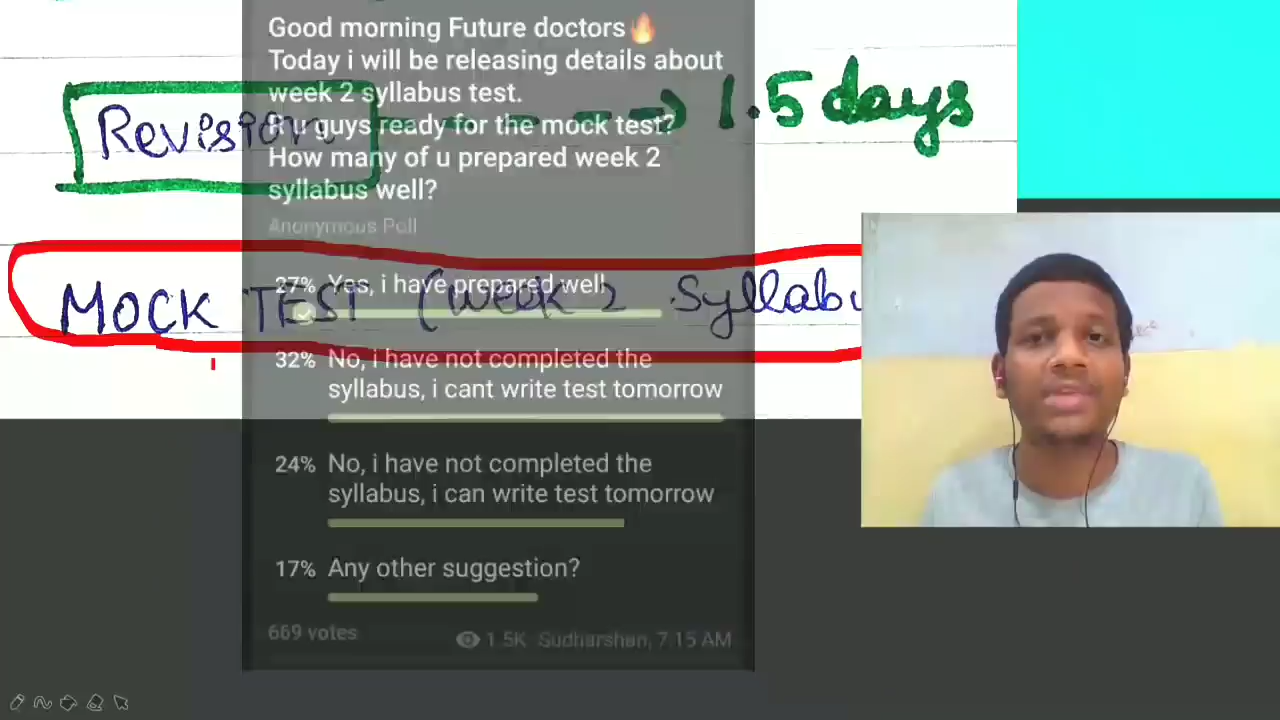 Good morning Future doctors🔥
Today i will be releasing details about
week 2 syllabus test.
R u guys ready for the mock test?
How many of u prepared week 2
syllabus well?
Anonymous Poll
27% Yes, i have prepared well
32% No, i have not completed the
syllabus, i cant write test tomorrow
24% No, i have not completed the
syllabus, i can write test tomorrow
17% Any other suggestion?
669 votes
1.5K Sudharshan, 7:15 AM
Revision ----→ 1.5 days
MOCK TEST (week 2 Syllabu